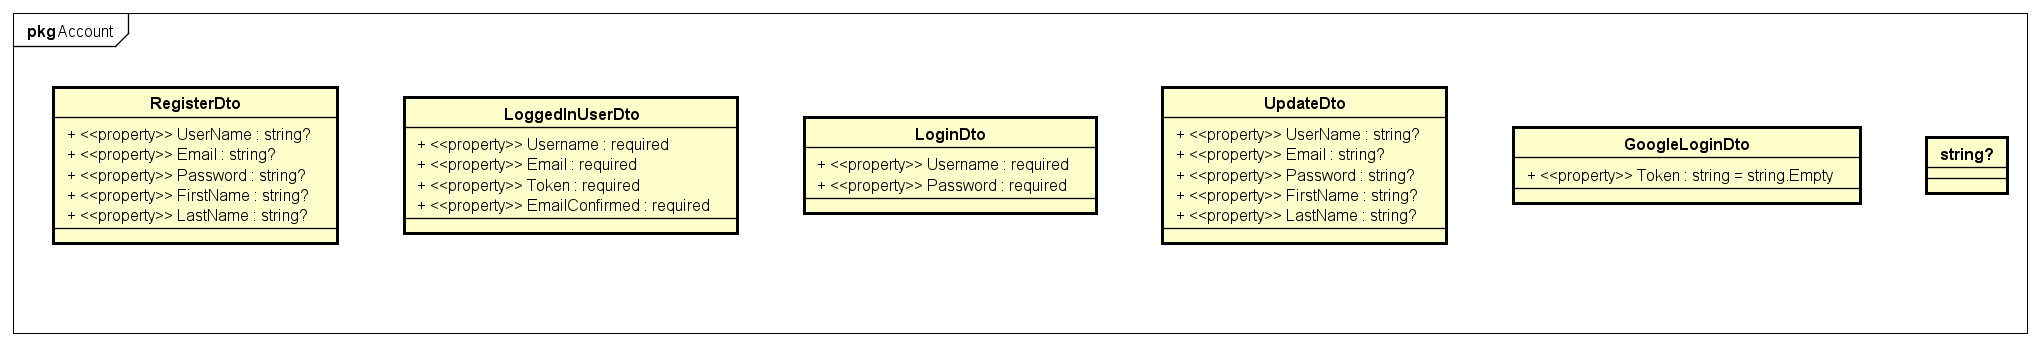 pkg Account
RegisterDto
+ <<property>> UserName : string?
+ <<property>> Email : string?
+ <<property>> Password : string?
+ <<property>> FirstName : string?
+ <<property>> LastName : string?
LoggedInUserDto
+ <<property>> Username : required
+ <<property>> Email : required
+ <<property>> Token : required
+ <<property>> EmailConfirmed : required
LoginDto
+ <<property>> Username : required
+ <<property>> Password : required
UpdateDto
+ <<property>> UserName : string?
+ <<property>> Email : string?
+ <<property>> Password : string?
+ <<property>> FirstName : string?
+ <<property>> LastName : string?
GoogleLoginDto
+ <<property>> Token : string = string.Empty
string?